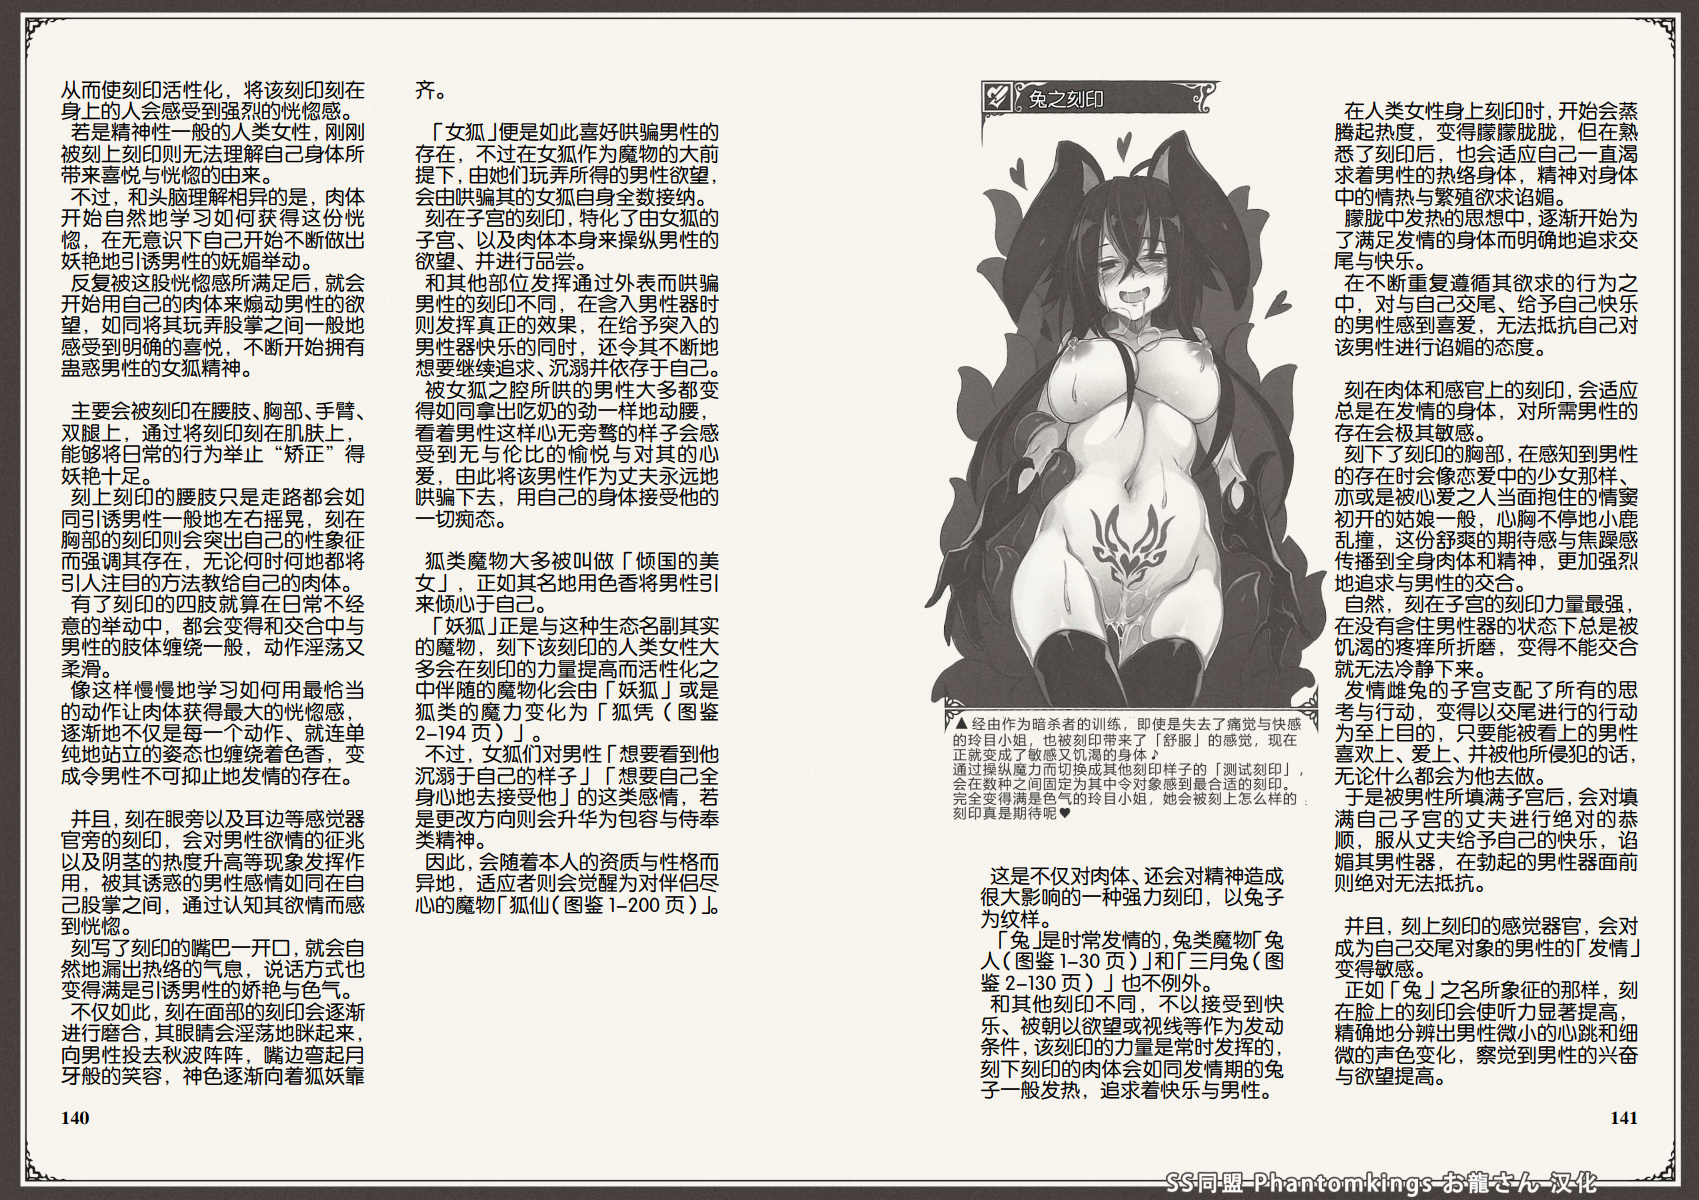 从而使刻印活性化，将该刻印刻在
身上的人会感受到强烈的恍惚感。
若是精神性一般的人类女性，刚刚
被刻上刻印则无法理解自己身体所
带来喜悦与恍惚的由来。
不过，和头脑理解相异的是，肉体
开始自然地学习如何获得这份恍
惚，在无意识下自己开始不断做出
妖艳地引诱男性的妩媚举动。
反复被这股恍惚感所满足后，就会
开始用自己的肉体来煽动男性的欲
望，如同将其玩弄股掌之间一般地
感受到明确的喜悦，不断开始拥有
蛊惑男性的女狐精神。
主要会被刻印在腰肢、胸部、手臂、
双腿上，通过将刻印刻在肌肤上，
能够将日常的行为举止“矫正”得
妖艳十足。
刻上刻印的腰肢只是走路都会如
同引诱男性一般地左右摇晃，刻在
胸部的刻印则会突出自己的性象征
而强调其存在，无论何时何地都将
引人注目的方法教给自己的肉体。
有了刻印的四肢就算在日常不经
意的举动中，都会变得和交合中与
男性的肢体缠绕一般，动作淫荡又
柔滑。
像这样慢慢地学习如何用最恰当
的动作让肉体获得最大的恍惚感，
逐渐地不仅是每一个动作、就连单
纯地站立的姿态也缠绕着色香，变
成令男性不可抑止地发情的存在。
并且，刻在眼旁以及耳边等感觉器
官旁的刻印，会对男性欲情的征兆
以及阴茎的热度升高等现象发挥作
用，被其诱惑的男性感情如同在自
己股掌之间，通过认知其欲情而感
到恍惚。
刻写了刻印的嘴巴一开口，就会自
然地漏出热络的气息，说话方式也
变得满是引诱男性的娇艳与色气。
不仅如此，刻在面部的刻印会逐渐
进行磨合，其眼睛会淫荡地眯起来，
向男性投去秋波阵阵，嘴边弯起月
牙般的笑容，神色逐渐向着狐妖靠
140
齐。
「女狐」便是如此喜好哄骗男性的
存在，不过在女狐作为魔物的大前
提下，由她们玩弄所得的男性欲望，
会由哄骗其的女狐自身全数接纳。
刻在子宫的刻印，特化了由女狐的
子宫、以及肉体本身来操纵男性的
欲望、并进行品尝。
和其他部位发挥通过外表而哄骗
男性的刻印不同，在含入男性器时
则发挥真正的效果，在给予突入的
男性器快乐的同时，还令其不断地
想要继续追求、沉溺并依存于自己。
被女狐之腔所哄的男性大多都变
得如同拿出吃奶的劲一样地动腰，
看着男性这样心无旁骛的样子会感
受到无与伦比的愉悦与对其的心
爱，由此将该男性作为丈夫永远地
哄骗下去，用自己的身体接受他的
一切痴态。
狐类魔物大多被叫做「倾国的美
女」，正如其名地用色香将男性引
来倾心于自己。
「妖狐」正是与这种生态名副其实
的魔物，刻下该刻印的人类女性大
多会在刻印的力量提高而活性化之
中伴随的魔物化会由「妖狐」或是
狐类的魔力变化为「狐凭（图鉴
2-194 页）」。
不过，女狐们对男性「想要看到他
沉溺于自己的样子」「想要自己全
身心地去接受他」的这类感情，若
是更改方向则会升华为包容与侍奉
类精神。
因此，会随着本人的资质与性格而
异地，适应者则会觉醒为对伴侣尽
心的魔物「狐仙（图鉴 1-200 页）」。
兔之刻印
▲经由作为暗杀者的训练，即使是失去了痛觉与快感
的玲目小姐，也被刻印带来了「舒服」的感觉，现在
正就变成了敏感又饥渴的身体♪
通过操纵魔力而切换成其他刻印样子的「测试刻印」，
会在数种之间固定为其中令对象感到最合适的刻印。
完全变得满是色气的玲目小姐，她会被刻上怎么样的
刻印真是期待呢♥
这是不仅对肉体、还会对精神造成
很大影响的一种强力刻印，以兔子
为纹样。
「兔」是时常发情的，兔类魔物「兔
人（图鉴 1-30 页）」和「三月兔（图
鉴 2-130 页）」也不例外。
和其他刻印不同，不以接受到快
乐、被朝以欲望或视线等作为发动
条件，该刻印的力量是常时发挥的，
刻下刻印的肉体会如同发情期的兔
子一般发热，追求着快乐与男性。
在人类女性身上刻印时，开始会蒸
腾起热度，变得朦朦胧胧，但在熟
悉了刻印后，也会适应自己一直渴
求着男性的热络身体，精神对身体
中的情热与繁殖欲求谄媚。
朦胧中发热的思想中，逐渐开始为
了满足发情的身体而明确地追求交
尾与快乐。
在不断重复遵循其欲求的行为之
中，对与自己交尾、给予自己快乐
的男性感到喜爱，无法抵抗自己对
该男性进行谄媚的态度。
刻在肉体和感官上的刻印，会适应
总是在发情的身体，对所需男性的
存在会极其敏感。
刻下了刻印的胸部，在感知到男性
的存在时会像恋爱中的少女那样、
亦或是被心爱之人当面抱住的情窦
初开的姑娘一般，心胸不停地小鹿
乱撞，这份舒爽的期待感与焦躁感
传播到全身肉体和精神，更加强烈
地追求与男性的交合。
自然，刻在子宫的刻印力量最强，
在没有含住男性器的状态下总是被
饥渴的疼痒所折磨，变得不能交合
就无法冷静下来。
发情雌兔的子宫支配了所有的思
考与行动，变得以交尾进行的行动
为至上目的，只要能被看上的男性
喜欢上、爱上、并被他所侵犯的话，
无论什么都会为他去做。
于是被男性所填满子宫后，会对填
满自己子宫的丈夫进行绝对的恭
顺，服从丈夫给予自己的快乐，谄
媚其男性器，在勃起的男性器面前
则绝对无法抵抗。
并且，刻上刻印的感觉器官，会对
成为自己交尾对象的男性的「发情」
变得敏感。
正如「兔」之名所象征的那样，刻
在脸上的刻印会使听力显著提高，
精确地分辨出男性微小的心跳和细
微的声色变化，察觉到男性的兴奋
与欲望提高。
141
SS同盟 Phantomkings お龍さん 汉化